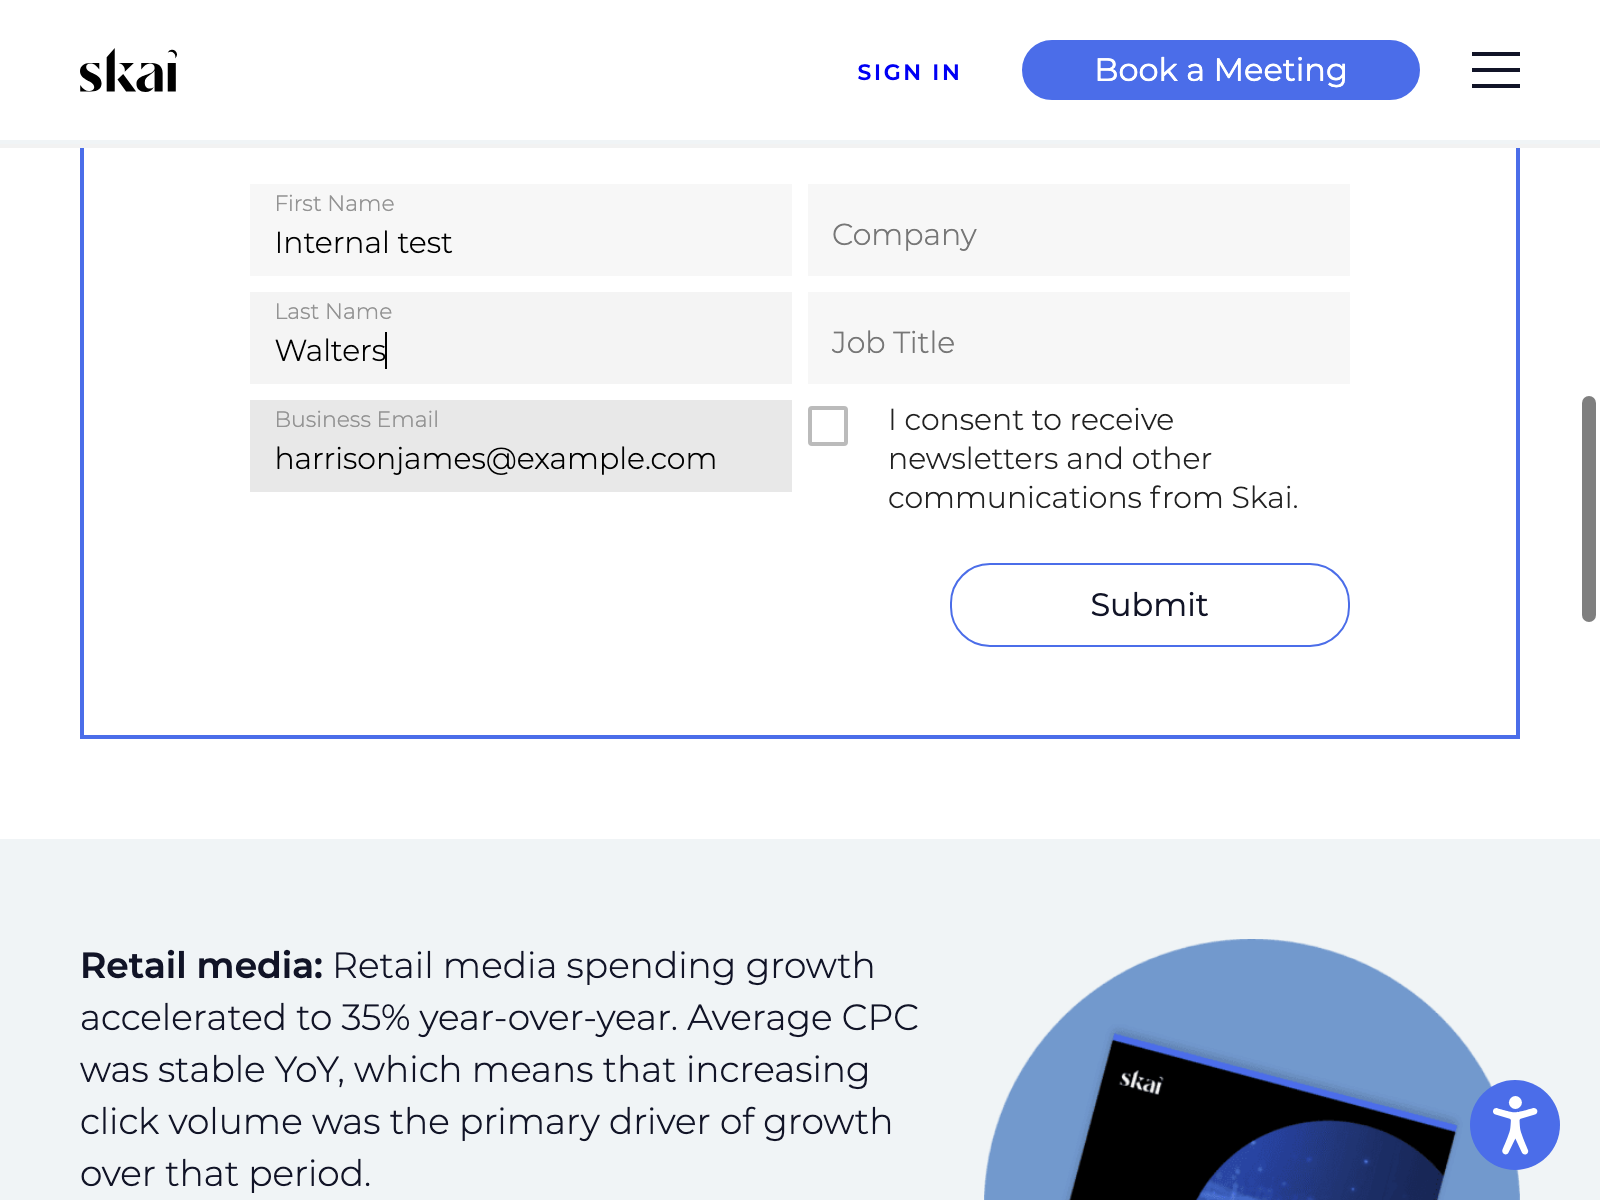 skai
SIGN IN
Book a Meeting
First Name
Internal test
Company
Last Name
Walters
Job Title
Business Email
harrisonjames@example.com
I consent to receive
newsletters and other
communications from Skai.
Submit
Retail media: Retail media spending growth
accelerated to 35% year-over-year. Average CPC
was stable YoY, which means that increasing
click volume was the primary driver of growth
over that period.
skai